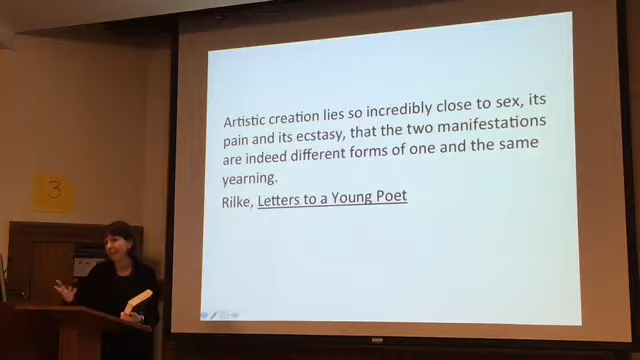 Artistic creation lies so incredibly close to sex, its
pain and its ecstasy, that the two manifestations
are indeed different forms of one and the same
yearning.
Rilke, Letters to a Young Poet
3